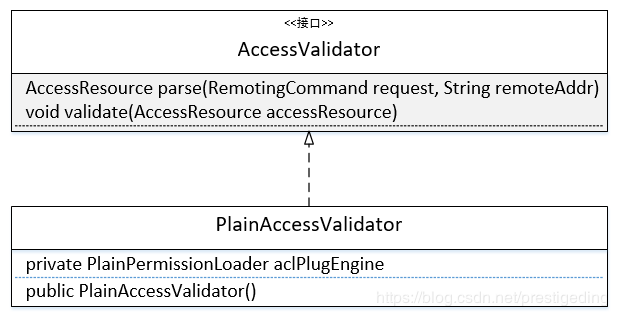 <<接口>>
AccessValidator
AccessResource parse(RemotingCommand request, String remoteAddr)
void validate(AccessResource accessResource)
PlainAccessValidator
private PlainPermissionLoader aclPlugEngine
public PlainAccessValidator()
https://blog.csdn.net/prestigeding